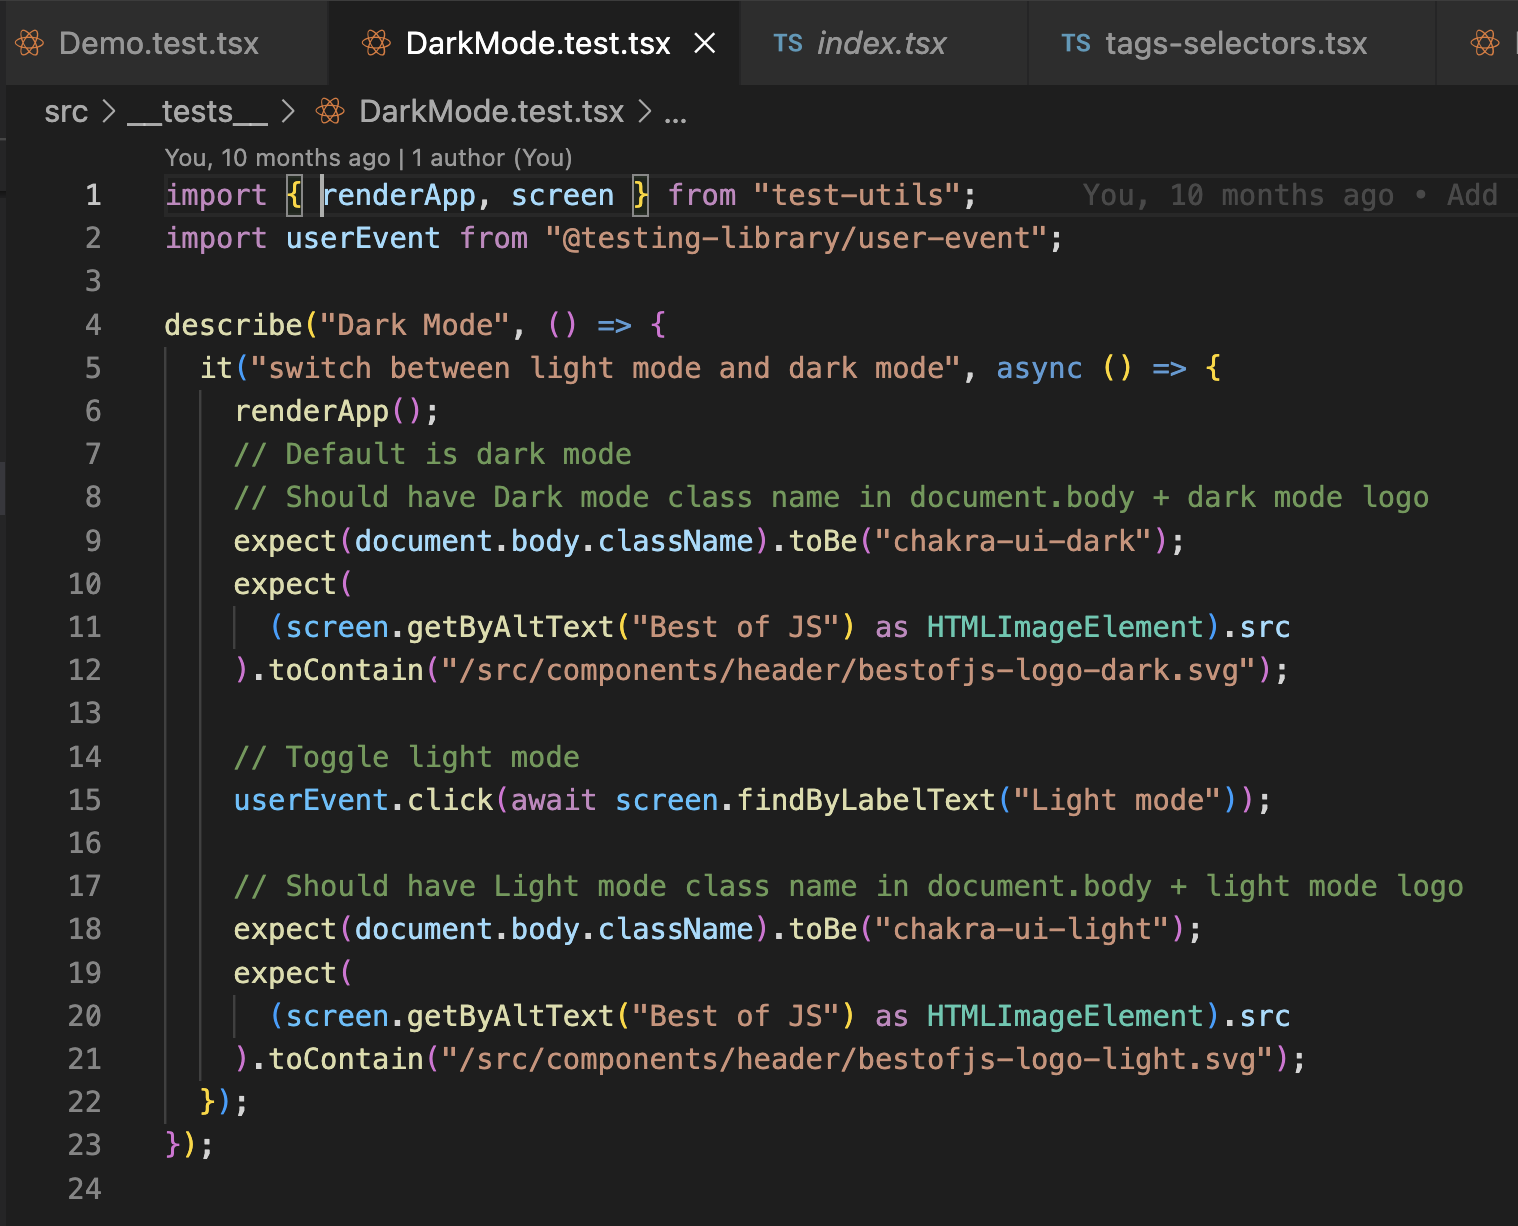 Demo.test.tsx DarkMode.test.tsx TS index.tsx TS tags-selectors.tsx
src > __tests__ > DarkMode.test.tsx > ...
You, 10 months ago | 1 author (You)
1 import { renderApp, screen } from "test-utils"; You, 10 months ago • Add
2 import userEvent from "@testing-library/user-event";
3
4 describe("Dark Mode", () => {
5 it("switch between light mode and dark mode", async () => {
6 renderApp();
7 // Default is dark mode
8 // Should have Dark mode class name in document.body + dark mode logo
9 expect(document.body.className).toBe("chakra-ui-dark");
10 expect(
11 (screen.getByAltText("Best of JS") as HTMLImageElement).src
12 ).toContain("/src/components/header/bestofjs-logo-dark.svg");
13
14 // Toggle light mode
15 userEvent.click(await screen.findByLabelText("Light mode"));
16
17 // Should have Light mode class name in document.body + light mode logo
18 expect(document.body.className).toBe("chakra-ui-light");
19 expect(
20 (screen.getByAltText("Best of JS") as HTMLImageElement).src
21 ).toContain("/src/components/header/bestofjs-logo-light.svg");
22 });
23 });
24